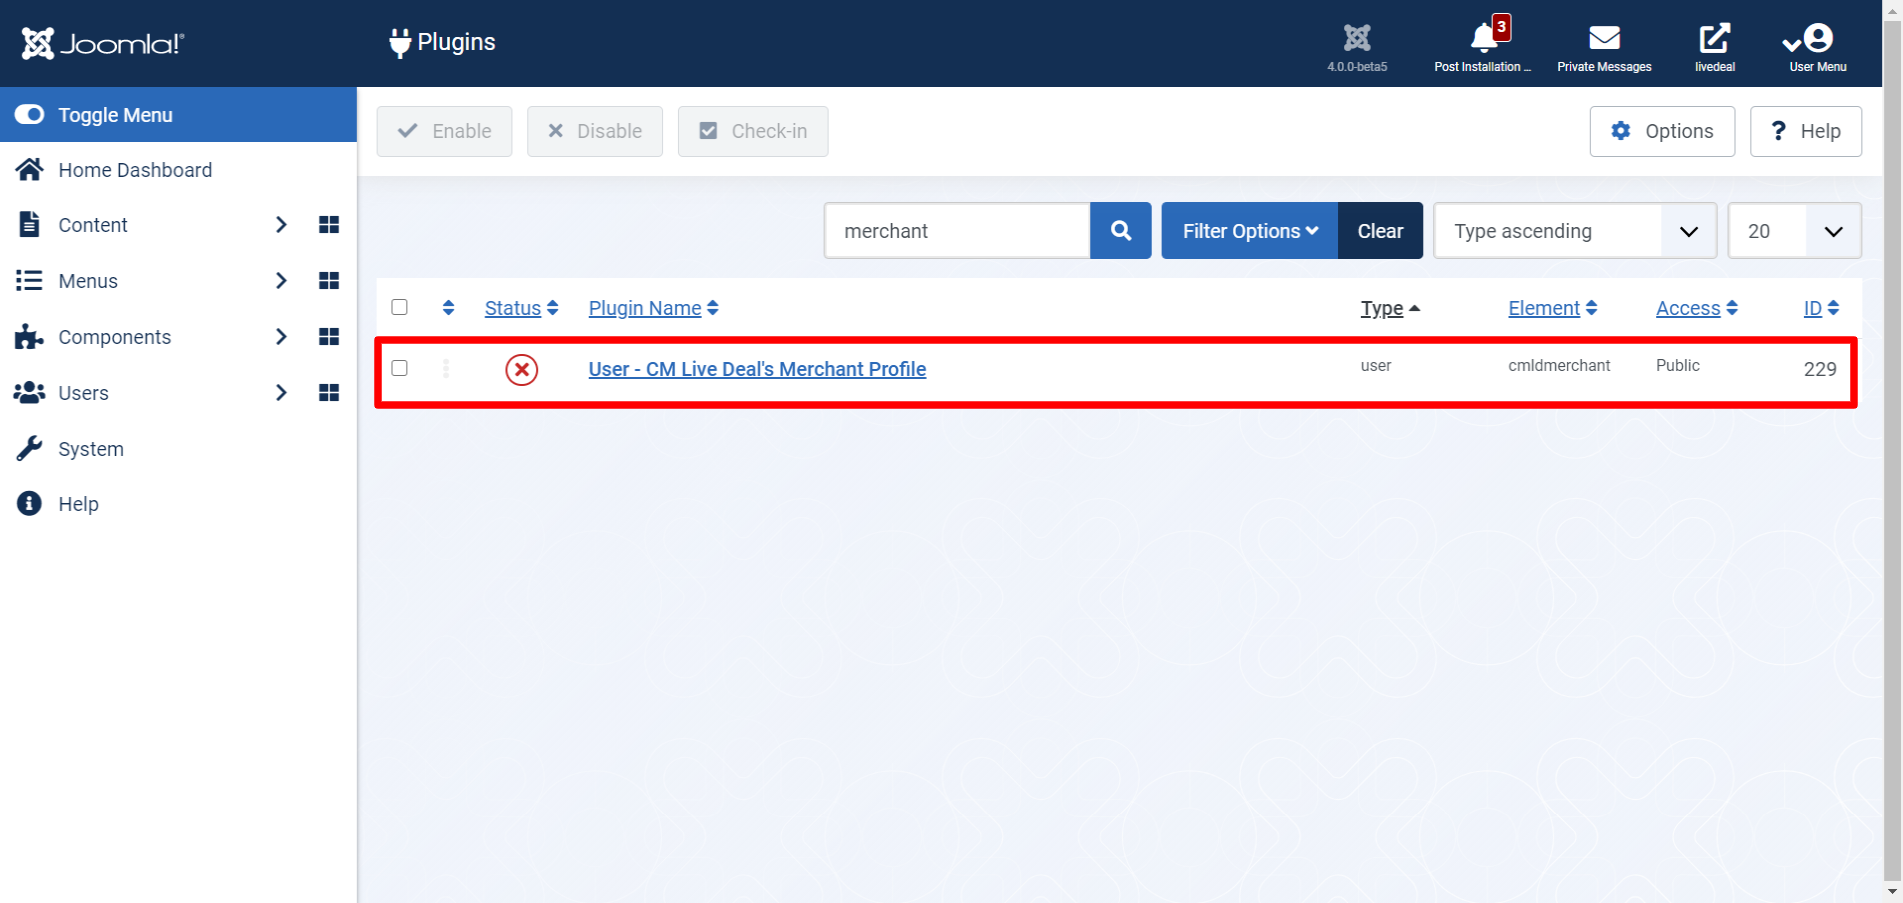 Joomla!®
Plugins
4.0.0-beta5
3
Post Installation ...
Private Messages
livedeal
User Menu
Toggle Menu
Home Dashboard
Content
Menus
Components
Users
System
Help
Enable
Disable
Check-in
Options
? Help
merchant
Filter Options
Clear
Type ascending
20
Status
Plugin Name
Type
Element
Access
ID
User - CM Live Deal's Merchant Profile
user
cmldmerchant
Public
229